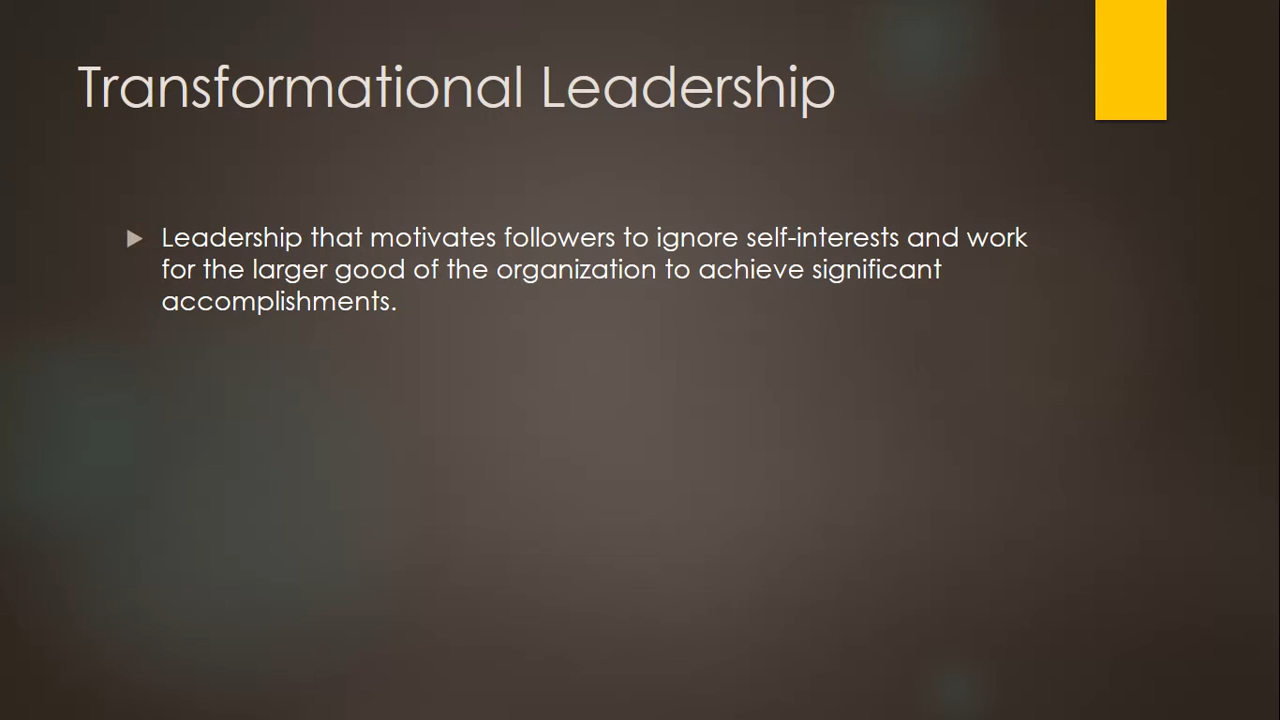 Transformational Leadership
Leadership that motivates followers to ignore self-interests and work
for the larger good of the organization to achieve significant
accomplishments.